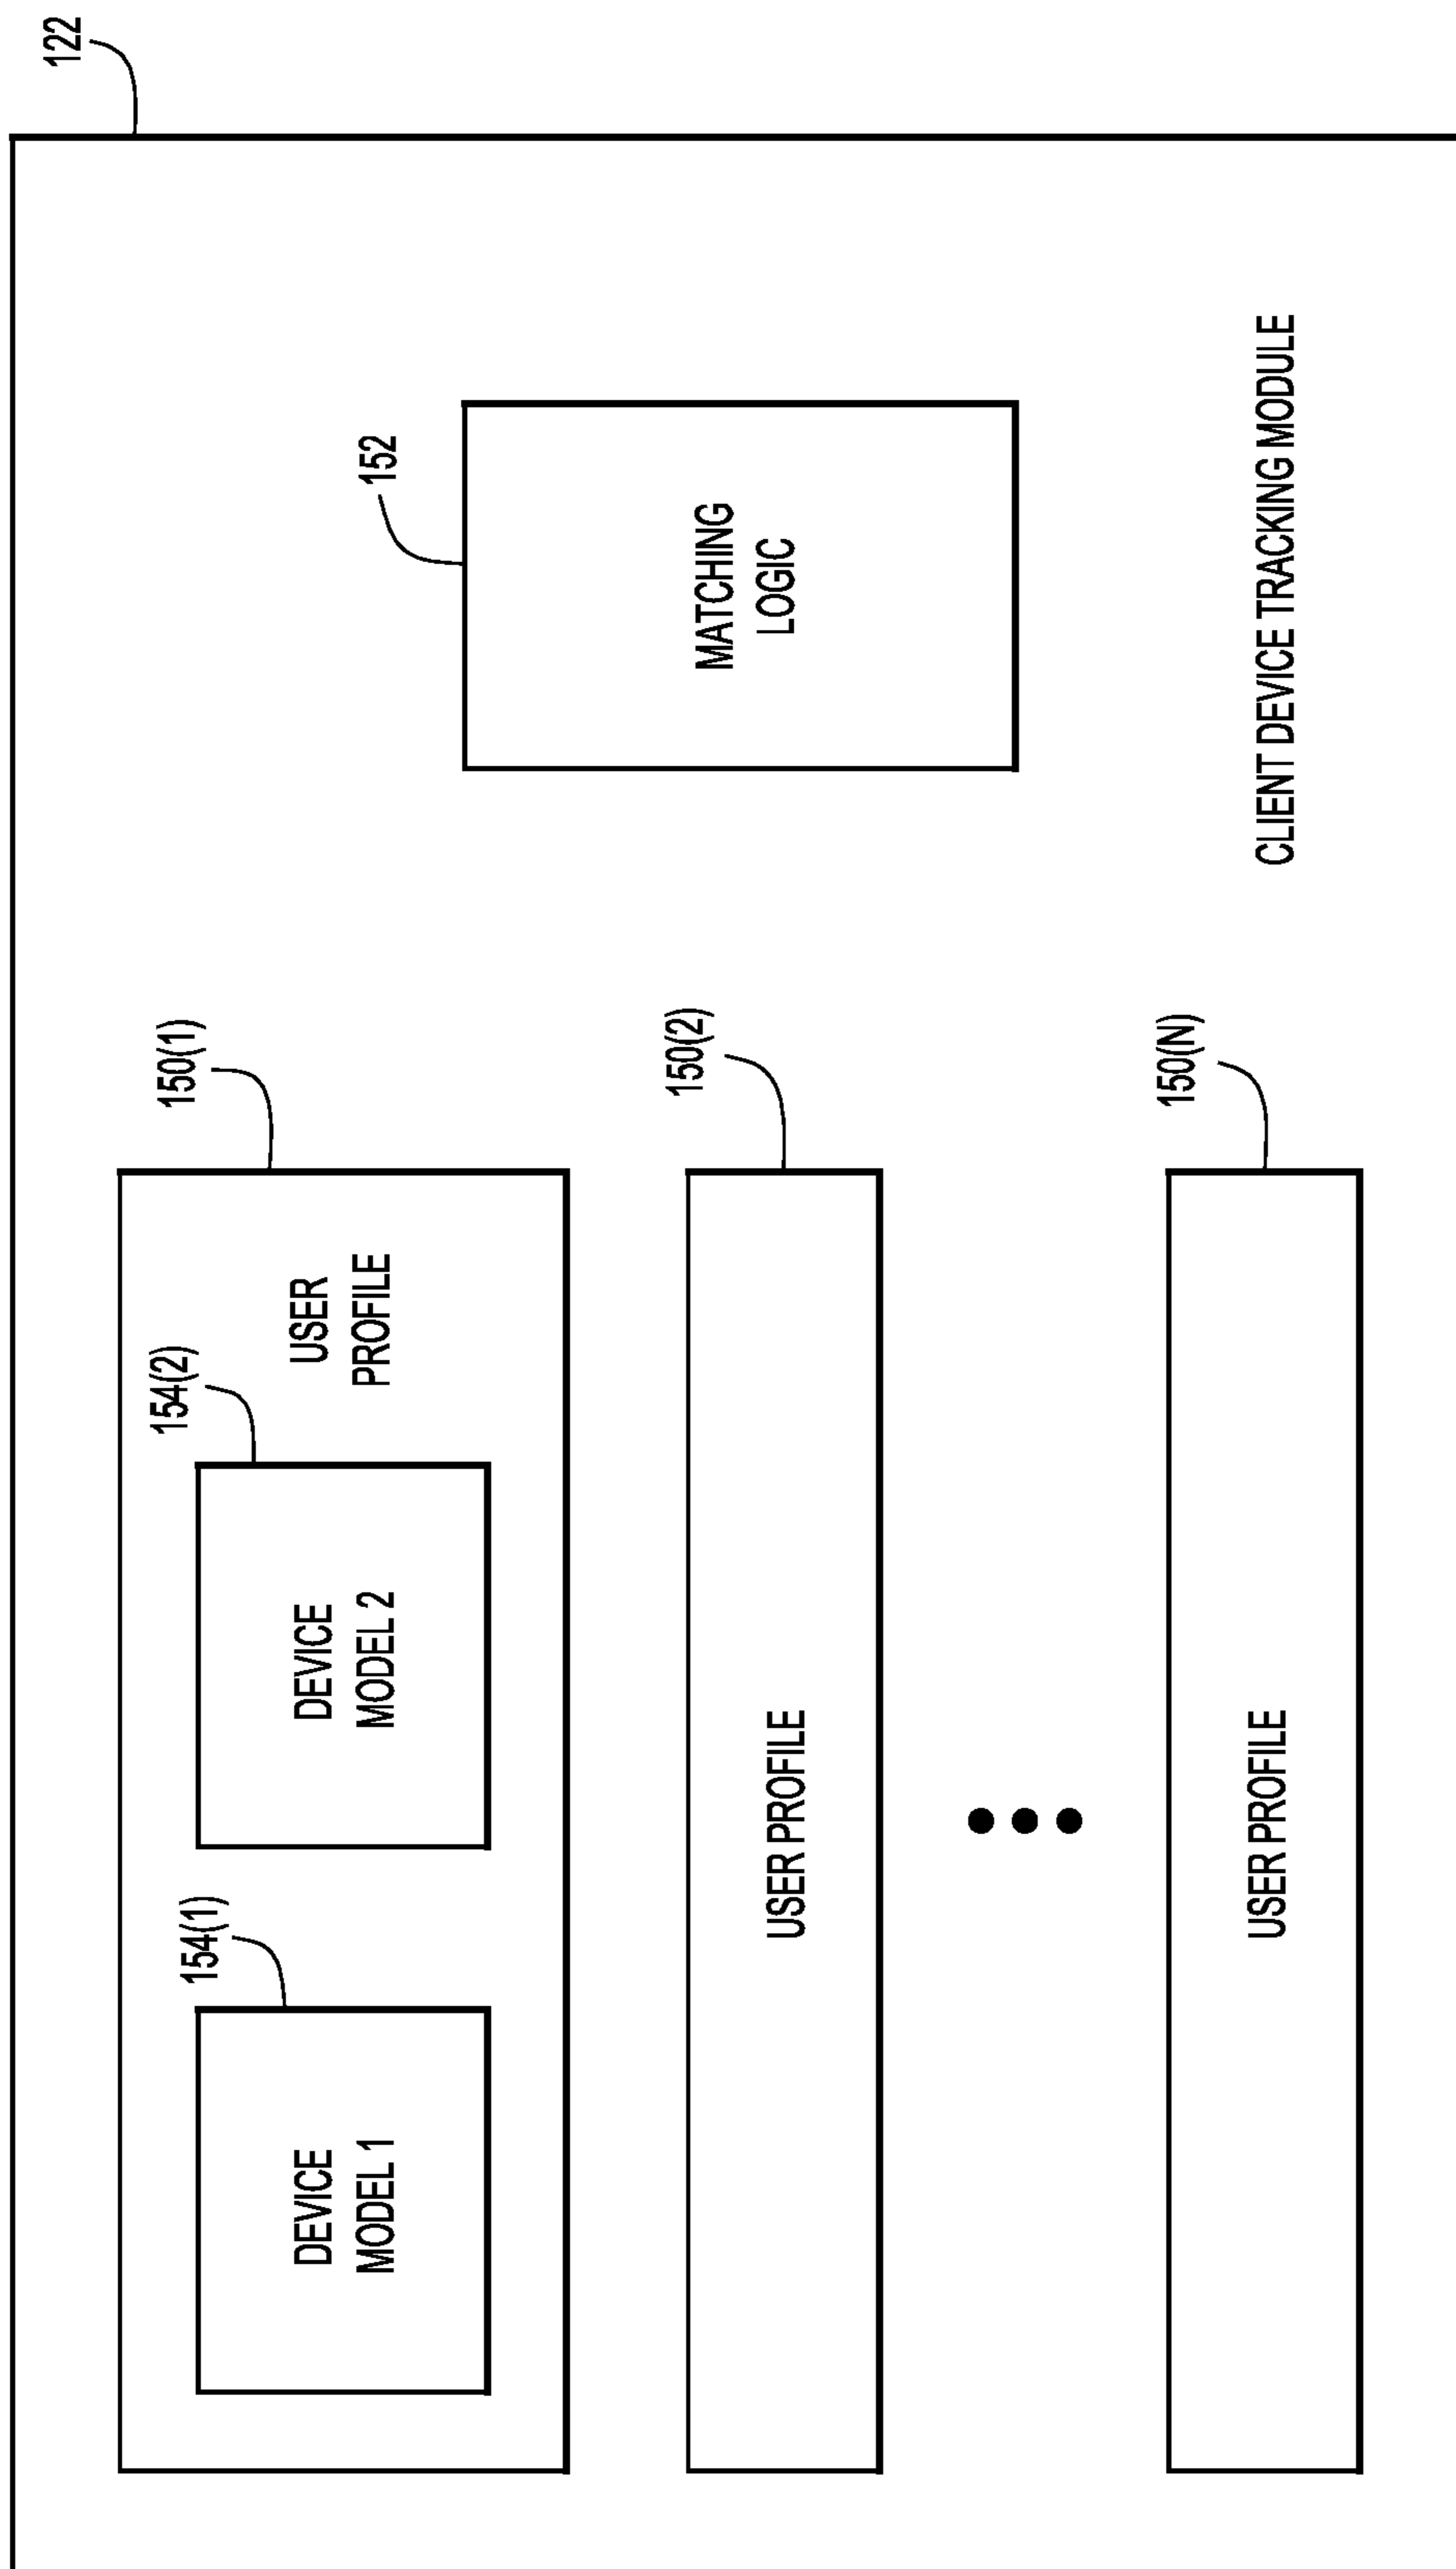 122
150(1)
154(1)
154(2)
DEVICE
MODEL 1
DEVICE
MODEL 2
USER
PROFILE
152
MATCHING
LOGIC
150(2)
USER PROFILE
150(N)
USER PROFILE
CLIENT DEVICE TRACKING MODULE